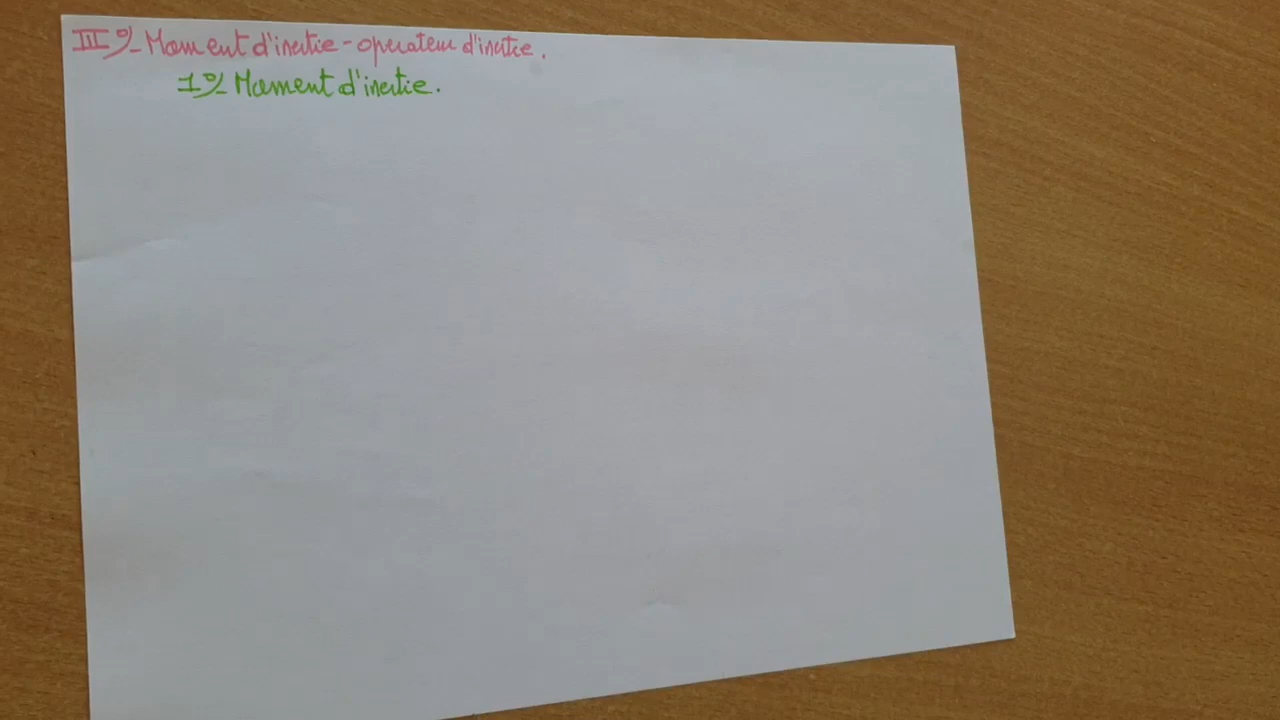 III°/- Moment d'inertie - operateur d'inertie.
1°/- Moment d'inertie.